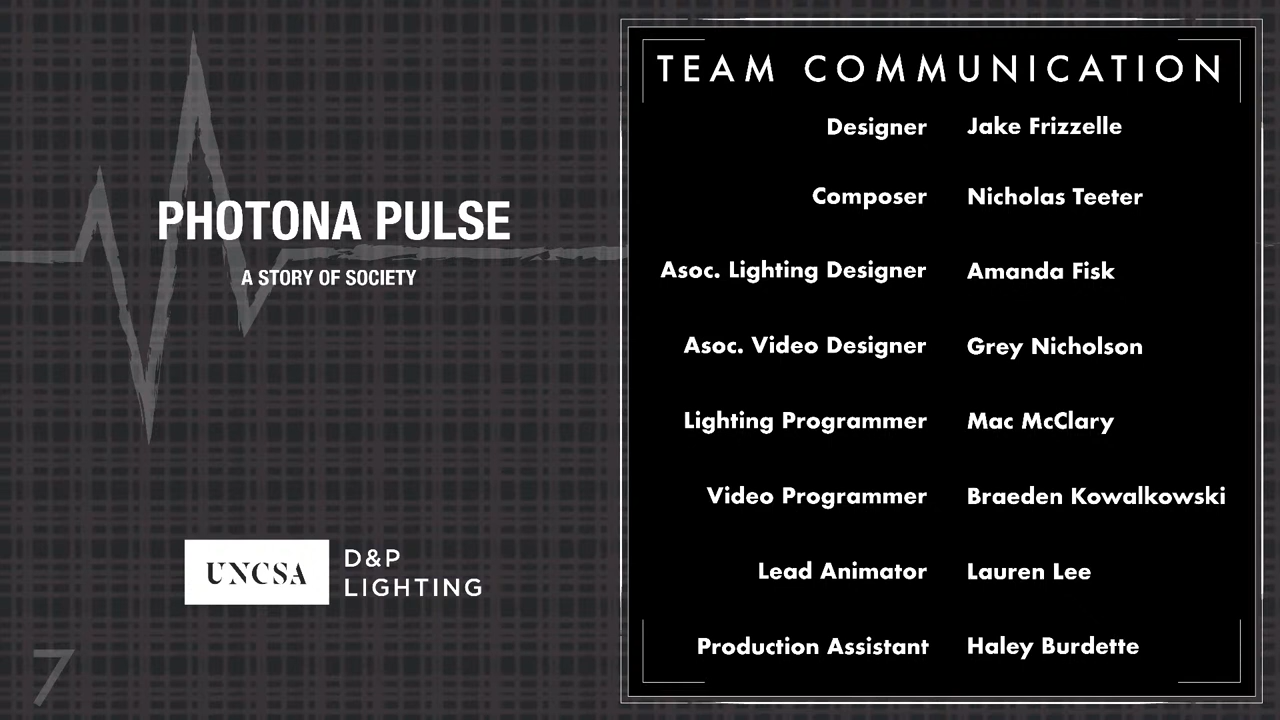 PHOTONA PULSE
A STORY OF SOCIETY
UNCSA
D&P
LIGHTING
7
TEAM COMMUNICATION
Designer Jake Frizzelle
Composer Nicholas Teeter
Asoc. Lighting Designer Amanda Fisk
Asoc. Video Designer Grey Nicholson
Lighting Programmer Mac McClary
Video Programmer Braeden Kowalkowski
Lead Animator Lauren Lee
Production Assistant Haley Burdette